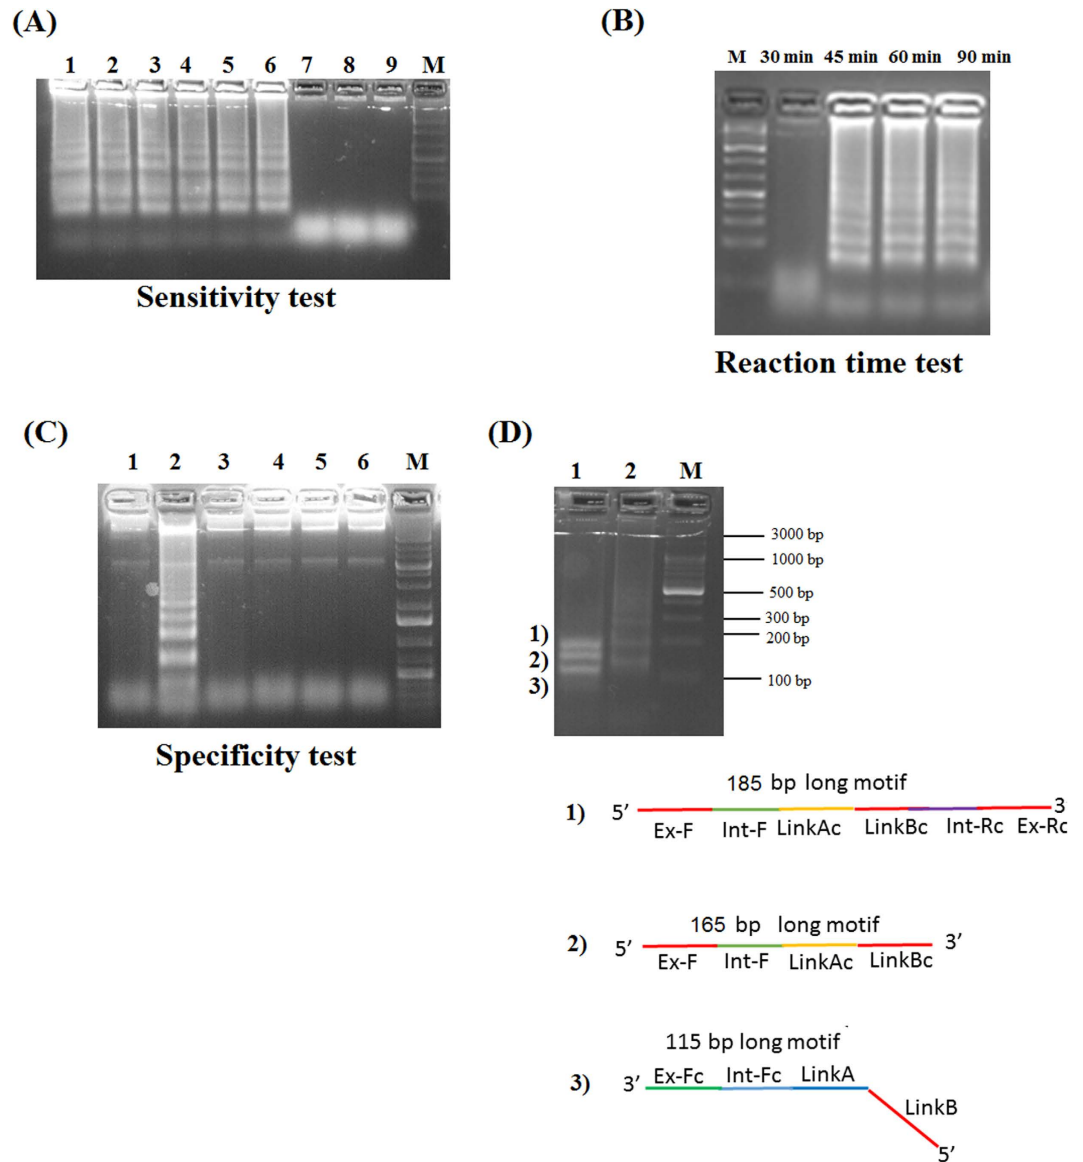 (A)
1 2 3 4 5 6 7 8 9 M
Sensitivity test
(B)
M 30 min 45 min 60 min 90 min
Reaction time test
(C)
1 2 3 4 5 6 M
Specificity test
(D)
1 2 M
3000 bp
1000 bp
500 bp
300 bp
200 bp
100 bp
1)
2)
3)
185 bp long motif
1) 5’ 3’
Ex-F Int-F LinkAc LinkBc Int-Rc Ex-Rc
165 bp long motif
2) 5’ 3’
Ex-F Int-F LinkAc LinkBc
115 bp long motif
Ex-Fc Int-Fc LinkA
3) 3’
LinkB
5’